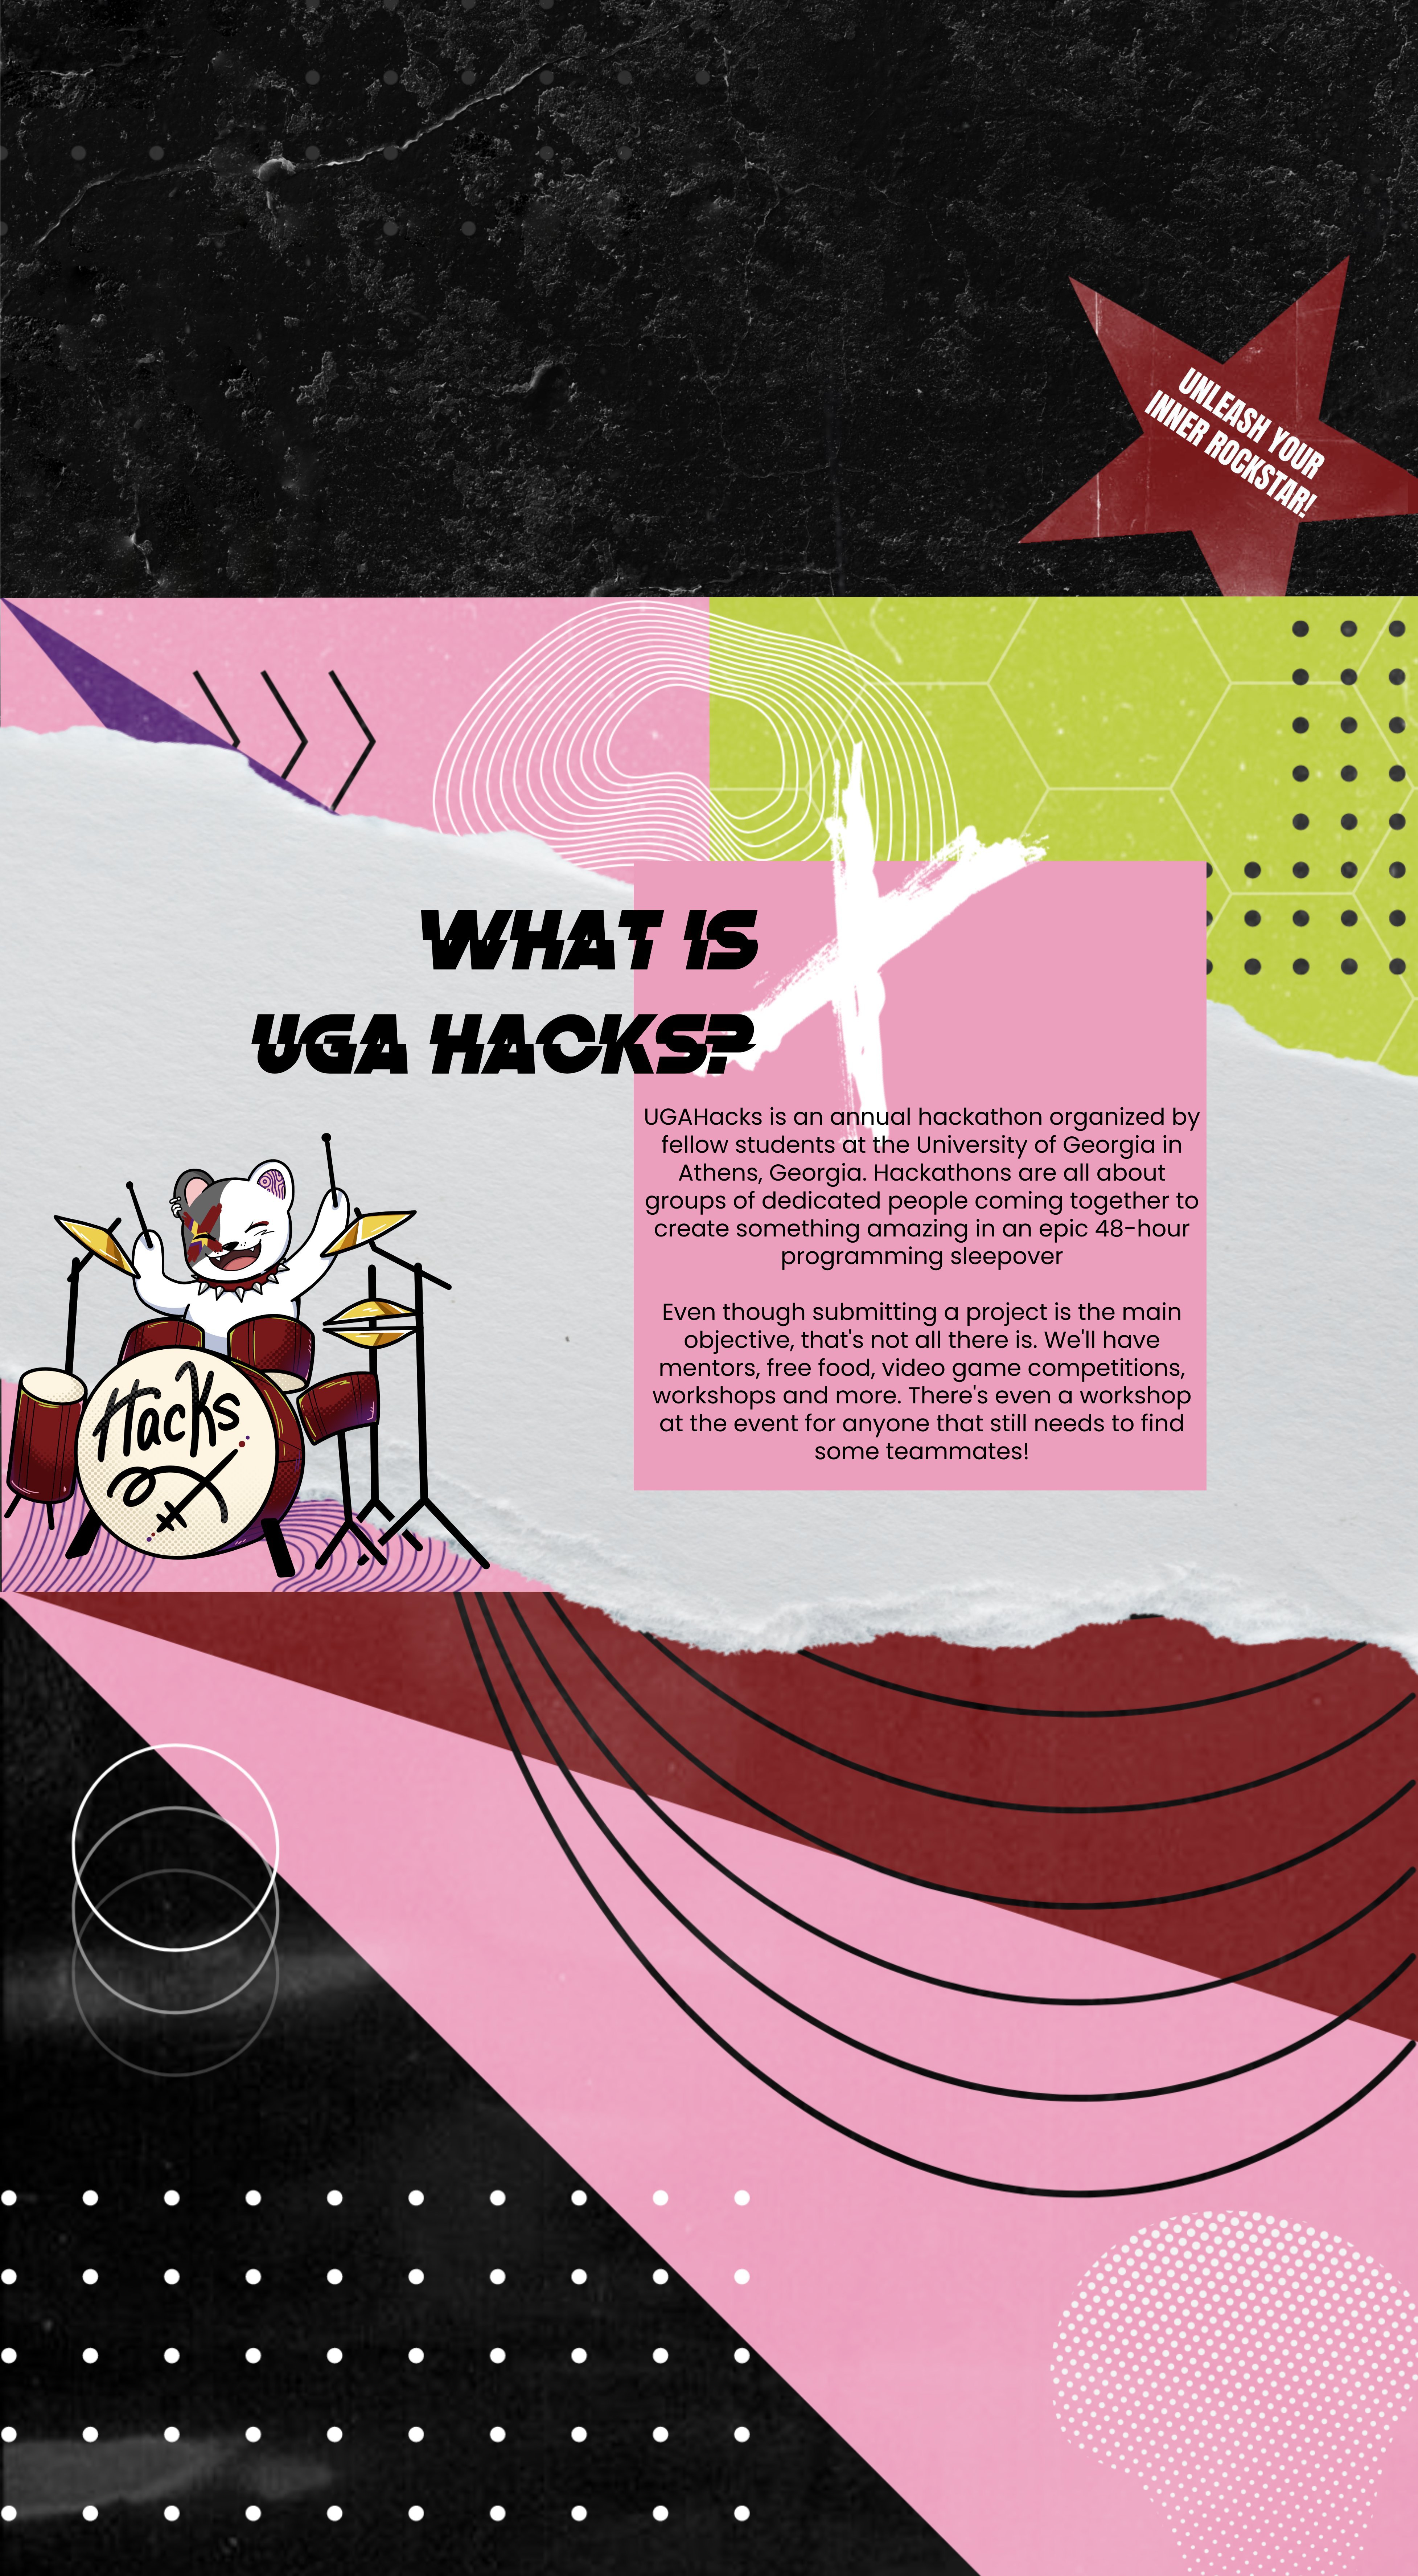 UNLEASH YOUR
INNER ROCKSTAR!
WHAT IS
UGA HACKS?
UGAHacks is an annual hackathon organized by
fellow students at the University of Georgia in
Athens, Georgia. Hackathons are all about
groups of dedicated people coming together to
create something amazing in an epic 48-hour
programming sleepover
Even though submitting a project is the main
objective, that's not all there is. We'll have
mentors, free food, video game competitions,
workshops and more. There's even a workshop
at the event for anyone that still needs to find
some teammates!
Hacks